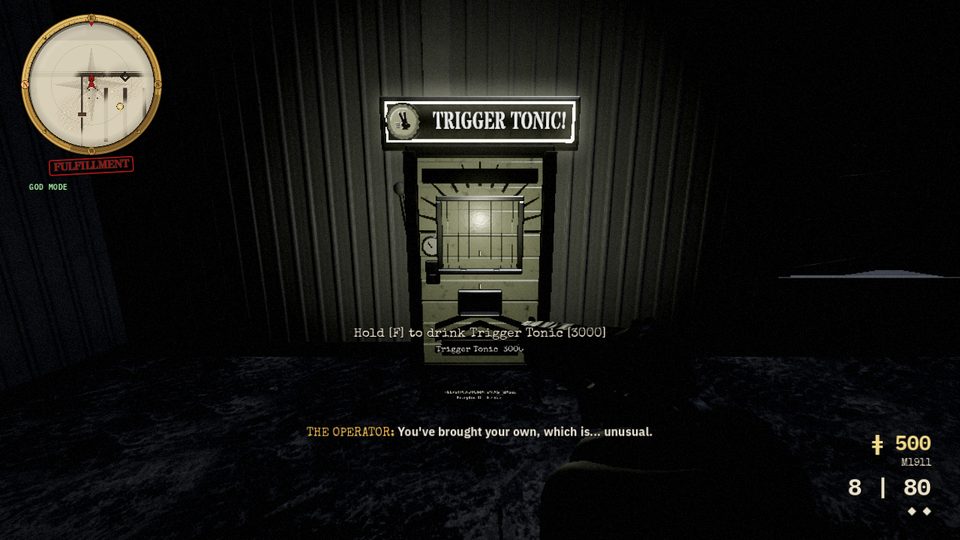 FULFILLMENT
GOD MODE
TRIGGER TONIC!
Hold [F] to drink Trigger Tonic [3000]
Trigger Tonic 3000
THE OPERATOR: You've brought your own, which is... unusual.
500
M1911
8 | 80